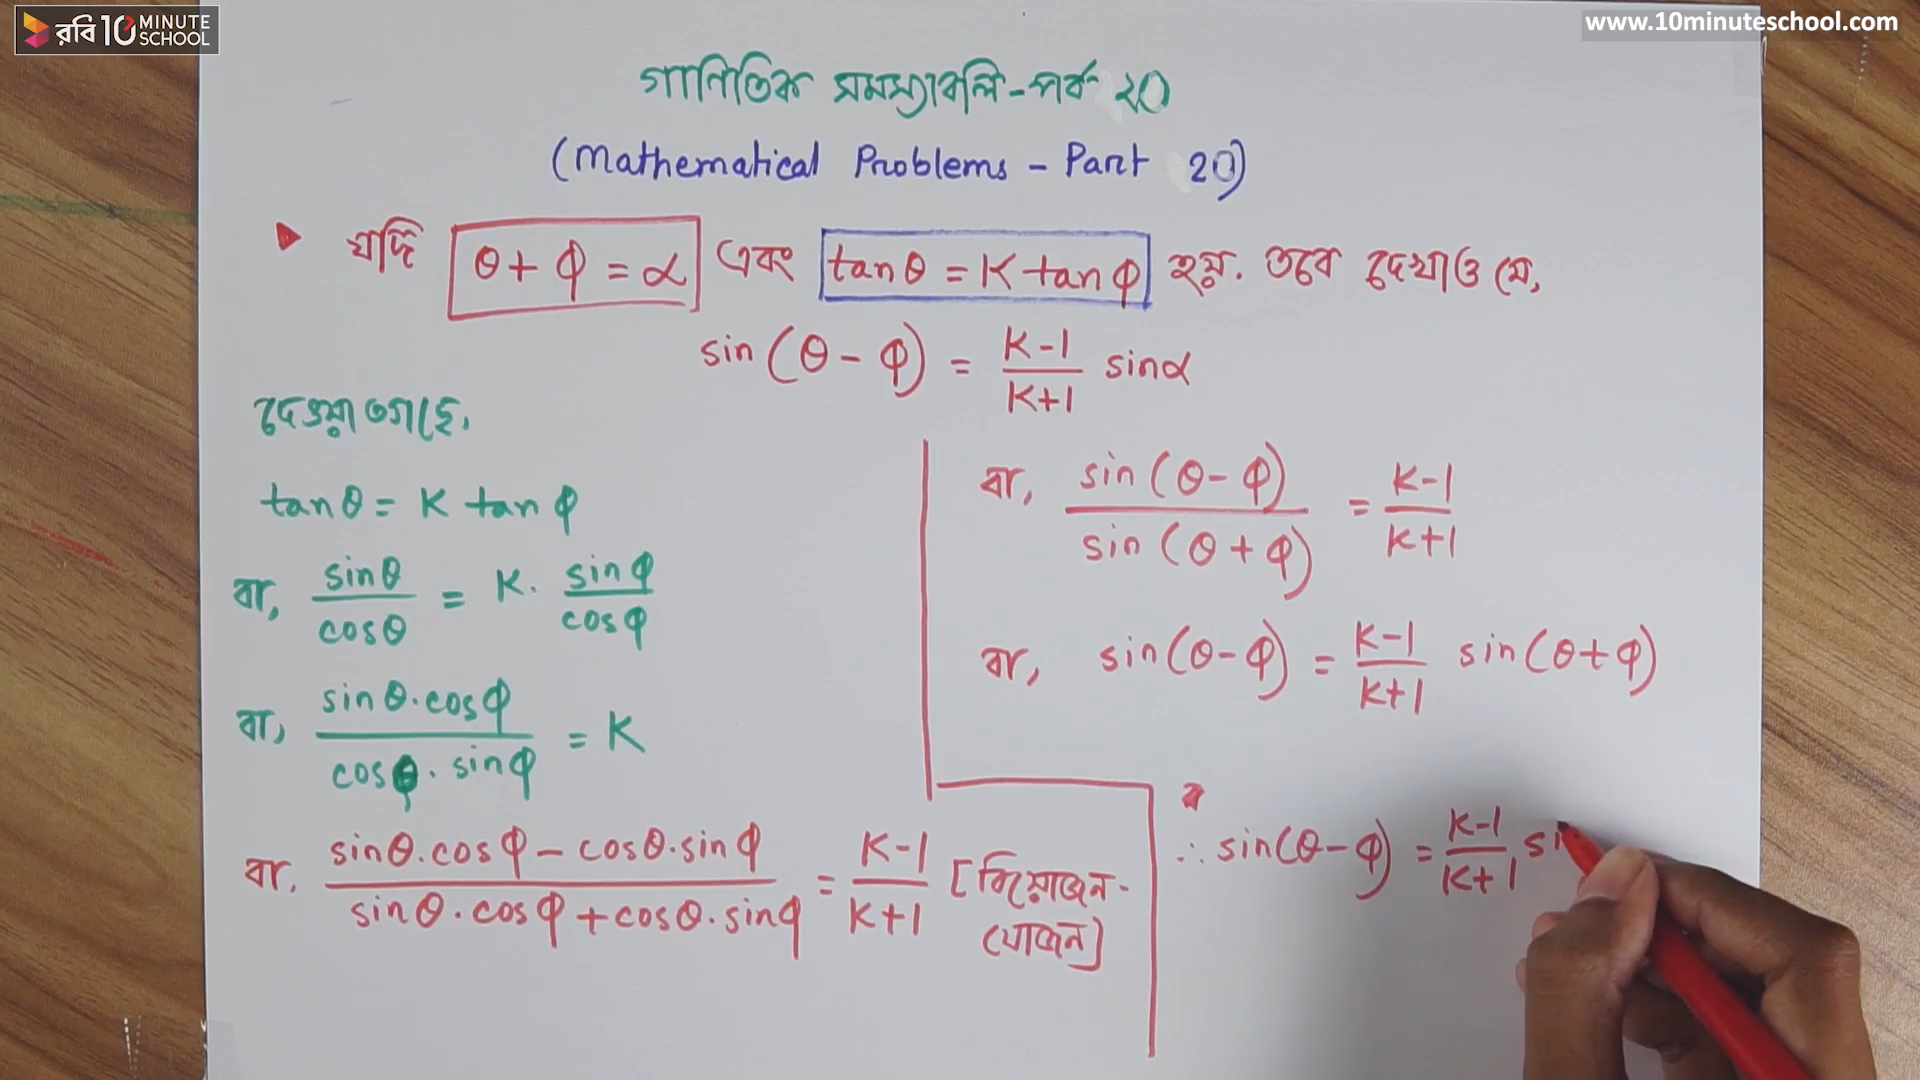 রবি 10 MINUTE SCHOOL
www.10minuteschool.com
গাণিতিক সমস্যাবলি-পর্ব ২০
(Mathematical Problems - Part 20)
যদি θ + φ = α এবং tanθ = K tanφ হয়. তবে দেখাও যে,
sin(θ - φ) = K-1/K+1 sinα
দেওয়া আছে,
tanθ = K tanφ
বা, sinθ/cosθ = K. sinφ/cosφ
বা, sinθ.cosφ/cosθ.sinφ = K
বা, sinθ.cosφ - cosθ.sinφ/sinθ.cosφ + cosθ.sinφ = K-1/K+1 [বিয়োজন-
যোজন]
বা, sin(θ-φ)/sin(θ+φ) = K-1/K+1
বা, sin(θ-φ) = K-1/K+1 sin(θ+φ)
∴ sin(θ-φ) = K-1/K+1 si